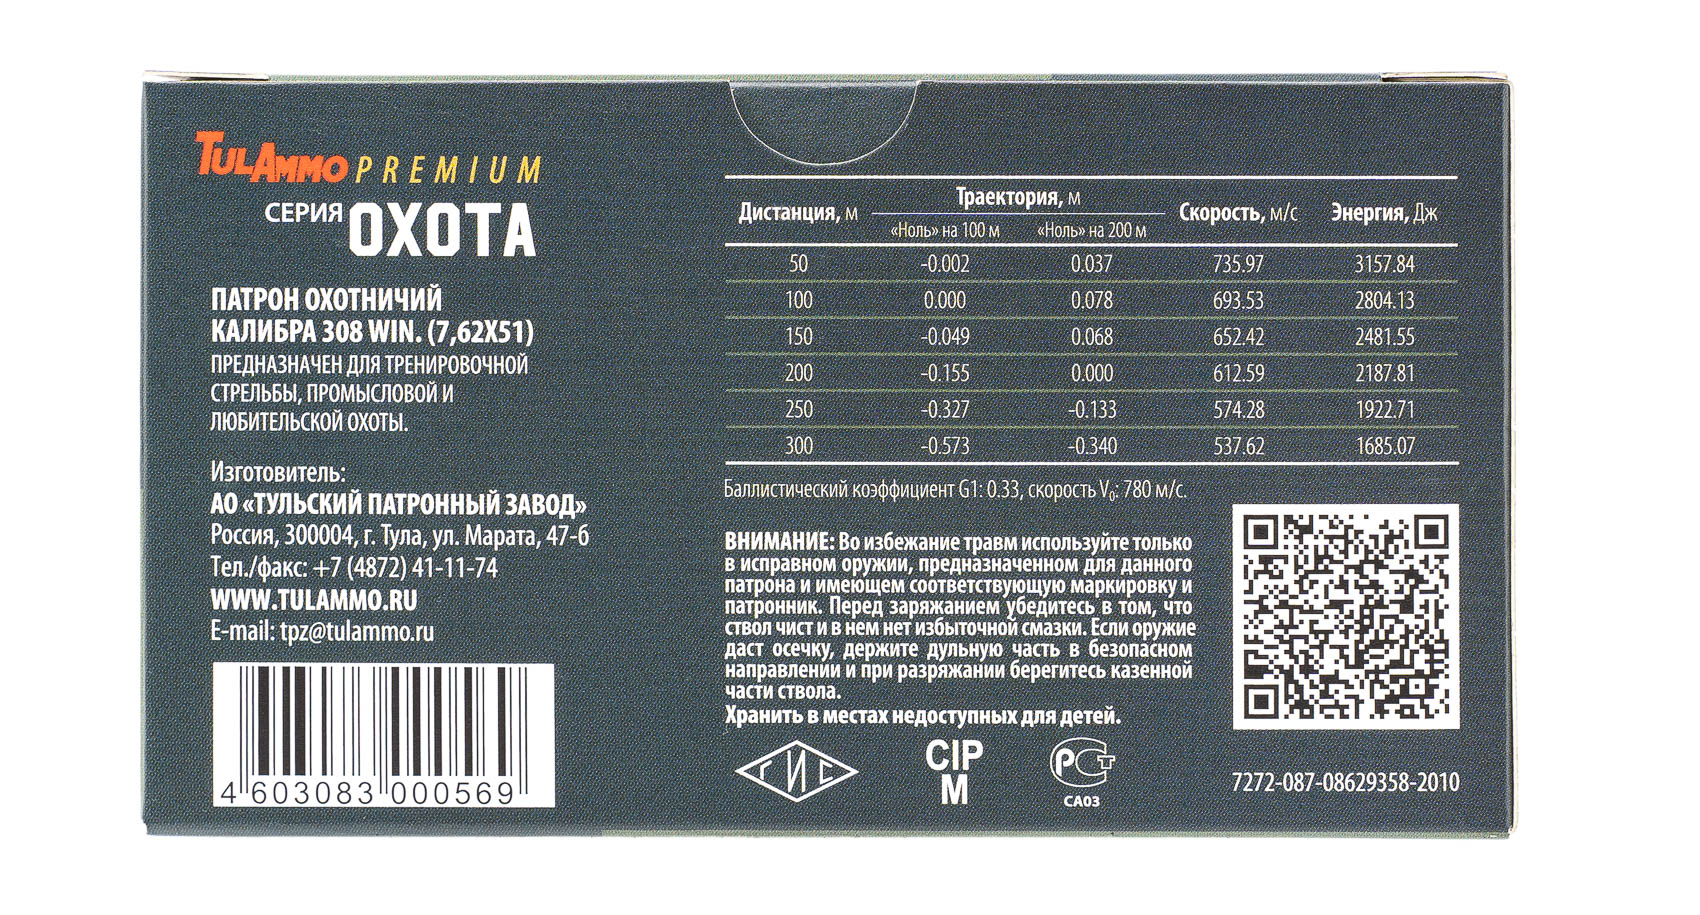 TULAMMO PREMIUM
СЕРИЯ ОХОТА
ПАТРОН ОХОТНИЧИЙ
КАЛИБРА 308 WIN. (7,62X51)
ПРЕДНАЗНАЧЕН ДЛЯ ТРЕНИРОВОЧНОЙ
СТРЕЛЬБЫ, ПРОМЫСЛОВОЙ И
ЛЮБИТЕЛЬСКОЙ ОХОТЫ.
Изготовитель:
АО «ТУЛЬСКИЙ ПАТРОННЫЙ ЗАВОД»
Россия, 300004, г. Тула, ул. Марата, 47-б
Тел./факс: +7 (4872) 41-11-74
WWW.TULAMMO.RU
E-mail: tpz@tulammo.ru
4 603083 000569
Дистанция, м Траектория, м Скорость, м/с Энергия, Дж
«Ноль» на 100 м «Ноль» на 200 м
50 -0.002 0.037 735.97 3157.84
100 0.000 0.078 693.53 2804.13
150 -0.049 0.068 652.42 2481.55
200 -0.155 0.000 612.59 2187.81
250 -0.327 -0.133 574.28 1922.71
300 -0.573 -0.340 537.62 1685.07
Баллистический коэффициент G1: 0.33, скорость V₀: 780 м/с.
ВНИМАНИЕ: Во избежание травм используйте только
в исправном оружии, предназначенном для данного
патрона и имеющем соответствующую маркировку и
патронник. Перед заряжанием убедитесь в том, что
ствол чист и в нем нет избыточной смазки. Если оружие
даст осечку, держите дульную часть в безопасном
направлении и при разряжании берегитесь казенной
части ствола.
Хранить в местах недоступных для детей.
ГИС
CIP
M
РСТ
СА03
7272-087-08629358-2010